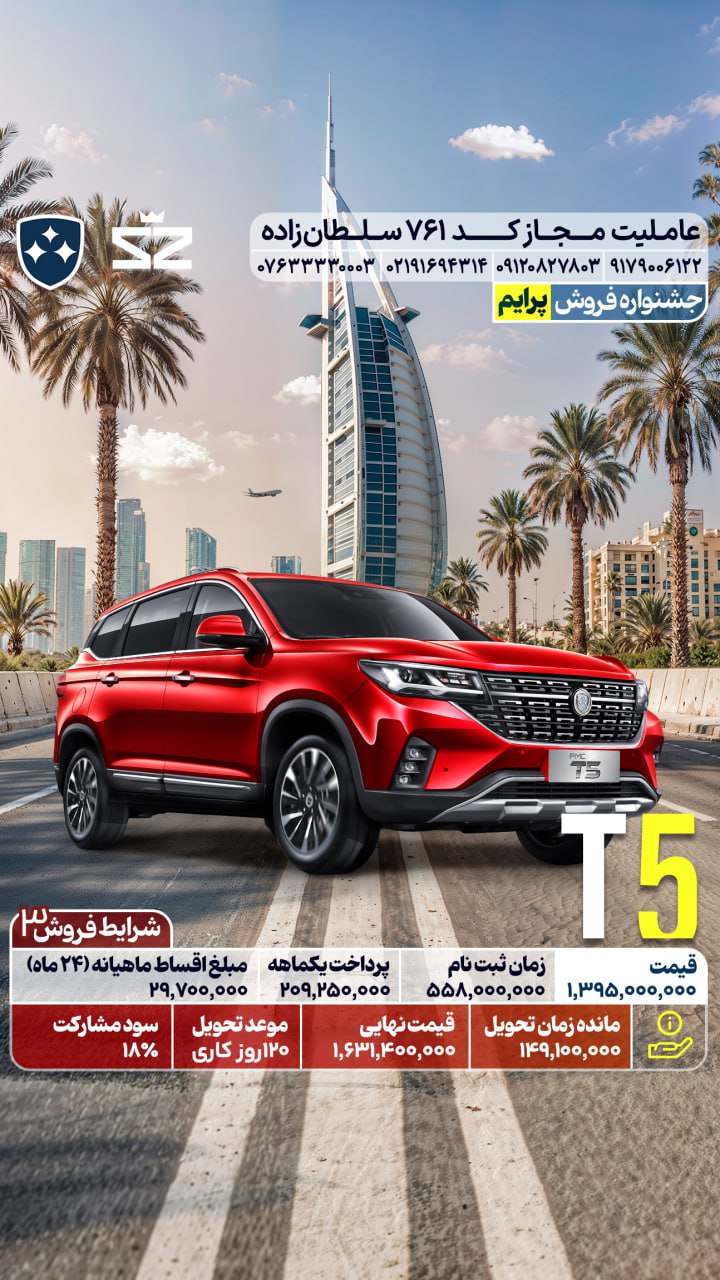 SZ
عاملیت مجاز کد ۷۶۱ سلطان‌زاده
۰۷۶۳۳۳۳۰۰۰۳ ۰۲۱۹۱۶۹۴۳۱۴ ۰۹۱۲۰۸۲۷۸۰۳ ۹۱۷۹۰۰۶۱۲۲
جشنواره فروش پرایم
FMC
T5
T5
شرایط فروش۳
قیمت
۱,۳۹۵,۰۰۰,۰۰۰
زمان ثبت نام
۵۵۸,۰۰۰,۰۰۰
پرداخت یکماهه
۲۰۹,۲۵۰,۰۰۰
مبلغ اقساط ماهیانه (۲۴ ماه)
۲۹,۷۰۰,۰۰۰
مانده زمان تحویل
۱۴۹,۱۰۰,۰۰۰
قیمت نهایی
۱,۶۳۱,۴۰۰,۰۰۰
موعد تحویل
۱۲۰روز کاری
سود مشارکت
۱۸%